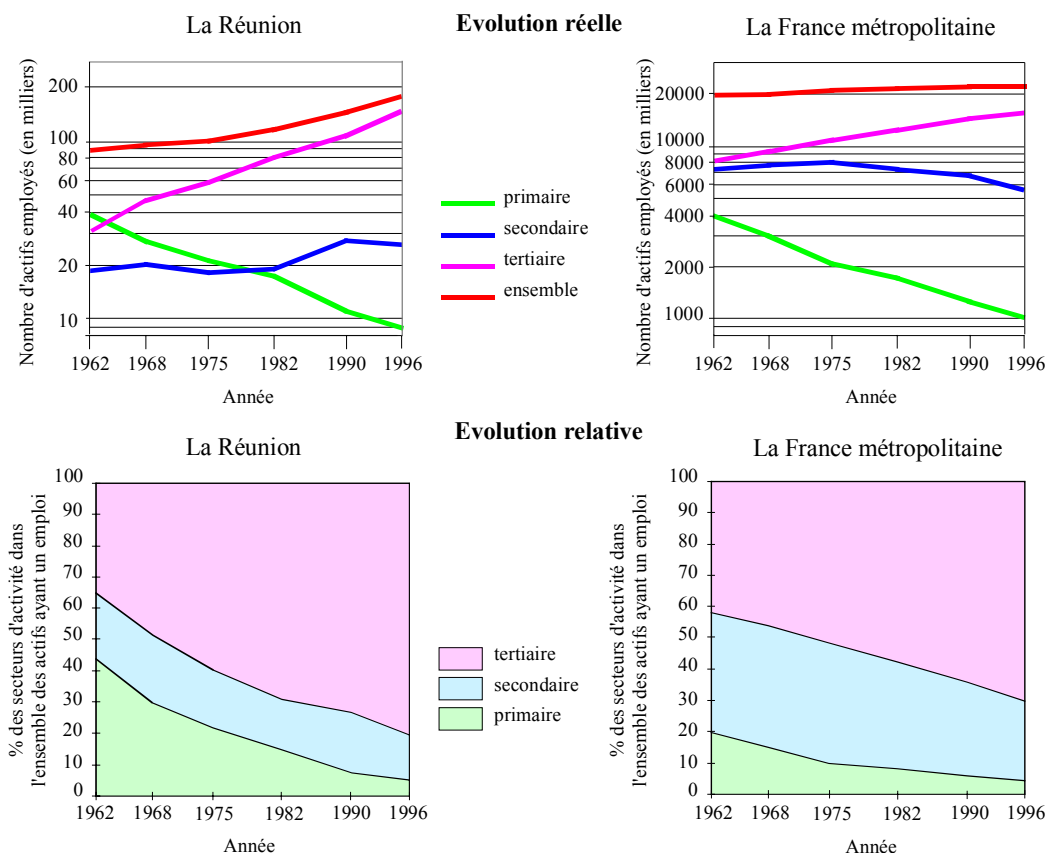 Evolution réelle
La Réunion
Nombre d'actifs employés (en milliers)
200
100
80
60
40
20
10
1962 1968 1975 1982 1990 1996
Année
primaire
secondaire
tertiaire
ensemble
La France métropolitaine
Nombre d'actifs employés (en milliers)
20000
10000
8000
6000
4000
2000
1000
1962 1968 1975 1982 1990 1996
Année
Evolution relative
La Réunion
% des secteurs d'activité dans
l'ensemble des actifs ayant un emploi
100
90
80
70
60
50
40
30
20
10
0
1962 1968 1975 1982 1990 1996
Année
tertiaire
secondaire
primaire
La France métropolitaine
% des secteurs d'activité dans
l'ensemble des actifs ayant un emploi
100
90
80
70
60
50
40
30
20
10
0
1962 1968 1975 1982 1990 1996
Année